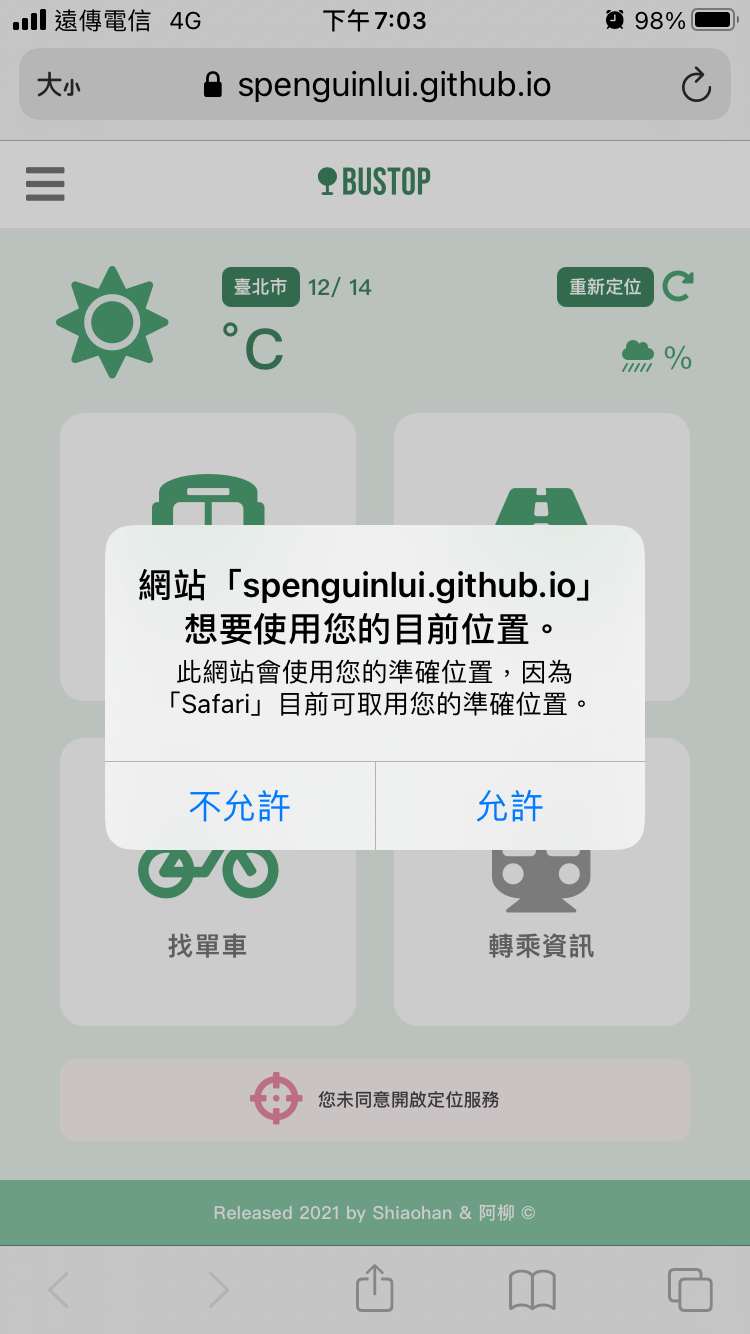 遠傳電信 4G 下午7:03 98%
大小 spenguinlui.github.io
BUSTOP
臺北市 12/ 14 重新定位
°C %
網站「spenguinlui.github.io」
想要使用您的目前位置。
此網站會使用您的準確位置，因為
「Safari」目前可取用您的準確位置。
不允許 允許
找單車 轉乘資訊
您未同意開啟定位服務
Released 2021 by Shiaohan & 阿柳 ©